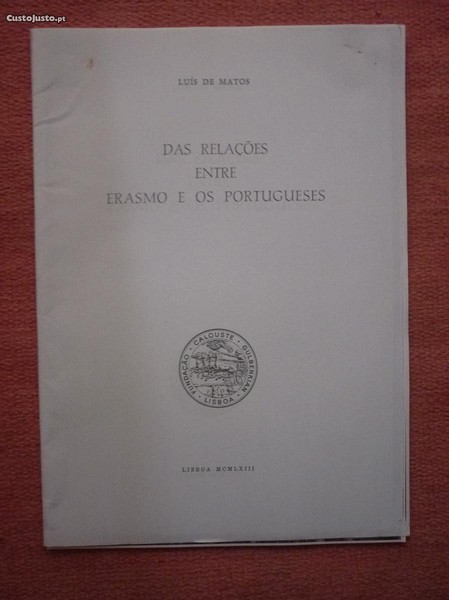 CustoJusto.pt
LUÍS DE MATOS
DAS RELAÇÕES
ENTRE
ERASMO E OS PORTUGUESES
FUNDAÇÃO · CALOUSTE · GULBENKIAN · LISBOA ·
LISBOA MCMLXIII